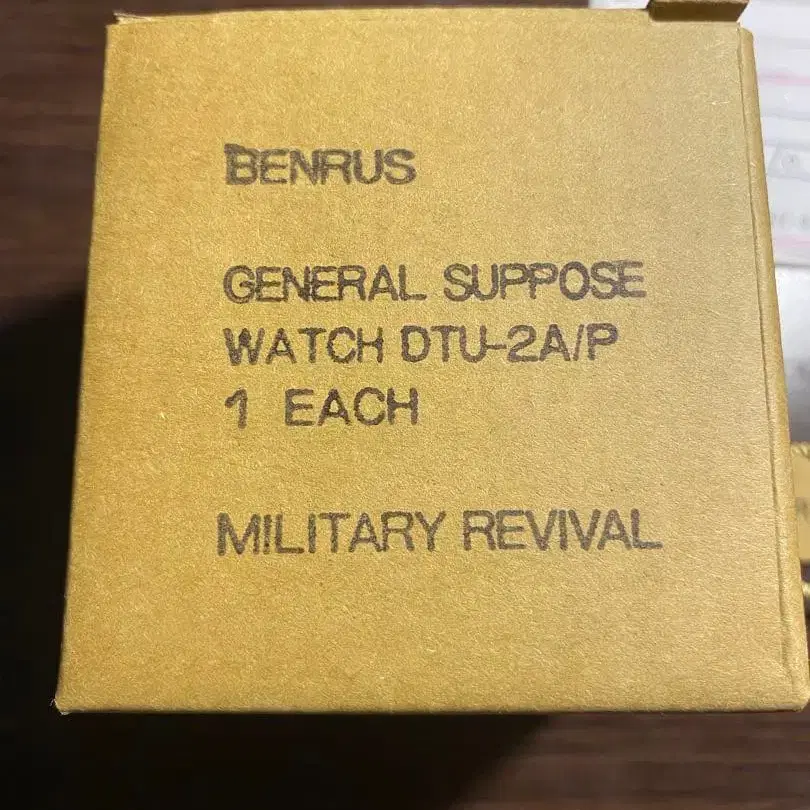 BENRUS
GENERAL SUPPOSE
WATCH DTU-2A/P
1 EACH
MILITARY REVIVAL